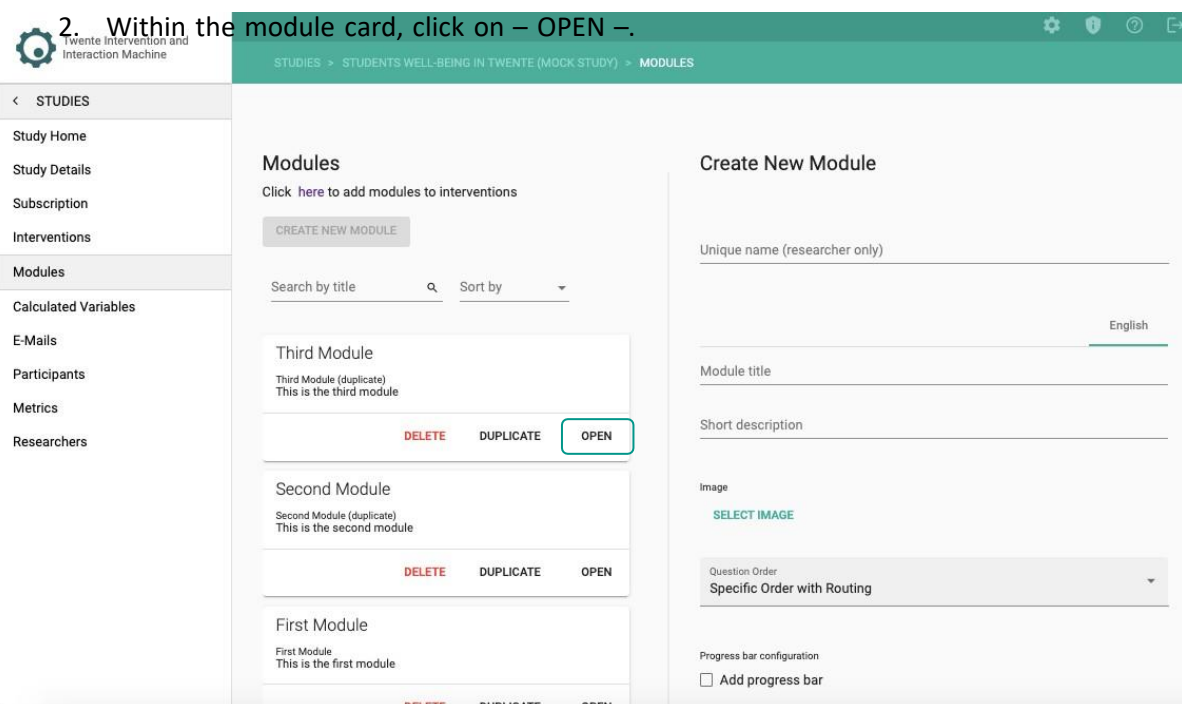 2. Within the module card, click on – OPEN –.
Twente Intervention and
Interaction Machine
STUDIES > STUDENTS WELL-BEING IN TWENTE (MOCK STUDY) > MODULES
< STUDIES
Study Home
Study Details
Subscription
Interventions
Modules
Calculated Variables
E-Mails
Participants
Metrics
Researchers
Modules
Click here to add modules to interventions
CREATE NEW MODULE
Search by title
Sort by
Third Module
Third Module (duplicate)
This is the third module
DELETE DUPLICATE OPEN
Second Module
Second Module (duplicate)
This is the second module
DELETE DUPLICATE OPEN
First Module
First Module
This is the first module
DELETE DUPLICATE OPEN
Create New Module
Unique name (researcher only)
English
Module title
Short description
Image
SELECT IMAGE
Question Order
Specific Order with Routing
Progress bar configuration
Add progress bar